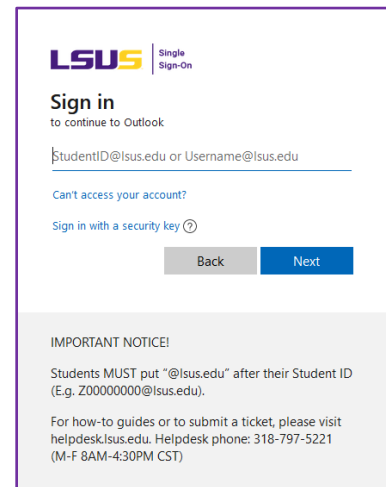 LSUS Single
Sign-On
Sign in
to continue to Outlook
StudentID@lsus.edu or Username@lsus.edu
Can't access your account?
Sign in with a security key ?
Back Next
IMPORTANT NOTICE!
Students MUST put “@lsus.edu” after their Student ID
(E.g. Z00000000@lsus.edu).
For how-to guides or to submit a ticket, please visit
helpdesk.lsus.edu. Helpdesk phone: 318-797-5221
(M-F 8AM-4:30PM CST)